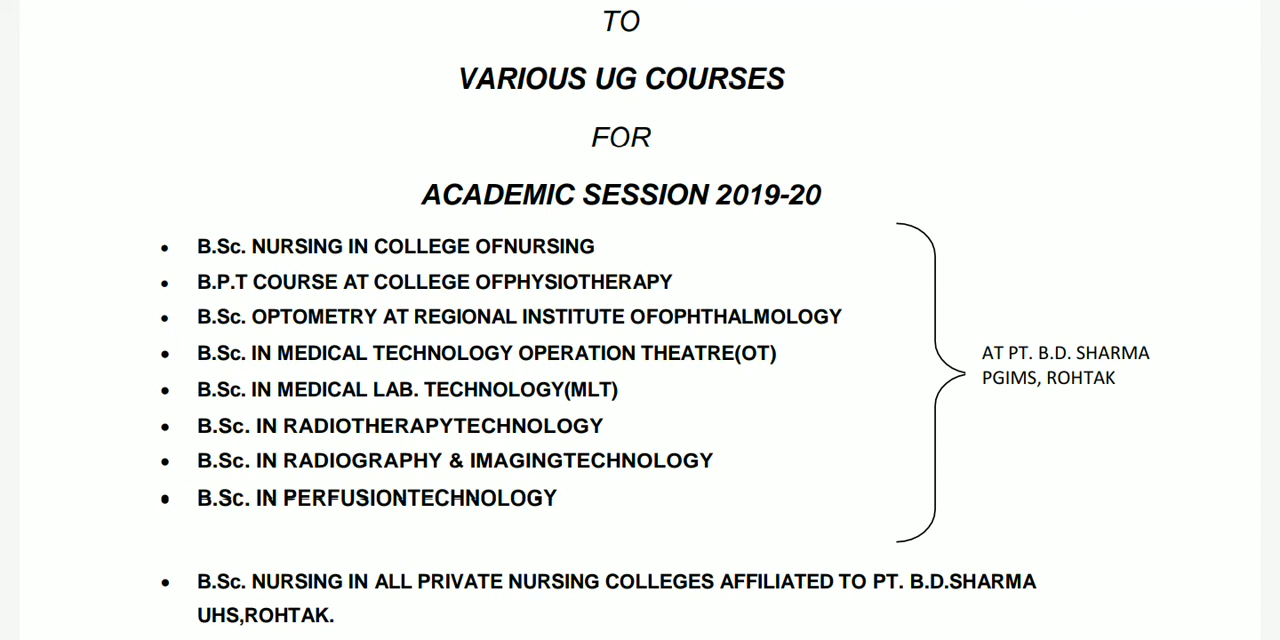 TO
VARIOUS UG COURSES
FOR
ACADEMIC SESSION 2019-20
• B.Sc. NURSING IN COLLEGE OFNURSING
• B.P.T COURSE AT COLLEGE OFPHYSIOTHERAPY
• B.Sc. OPTOMETRY AT REGIONAL INSTITUTE OFOPHTHALMOLOGY
• B.Sc. IN MEDICAL TECHNOLOGY OPERATION THEATRE(OT)
• B.Sc. IN MEDICAL LAB. TECHNOLOGY(MLT)
• B.Sc. IN RADIOTHERAPYTECHNOLOGY
• B.Sc. IN RADIOGRAPHY & IMAGINGTECHNOLOGY
• B.Sc. IN PERFUSIONTECHNOLOGY
AT PT. B.D. SHARMA
PGIMS, ROHTAK
• B.Sc. NURSING IN ALL PRIVATE NURSING COLLEGES AFFILIATED TO PT. B.D.SHARMA
UHS,ROHTAK.